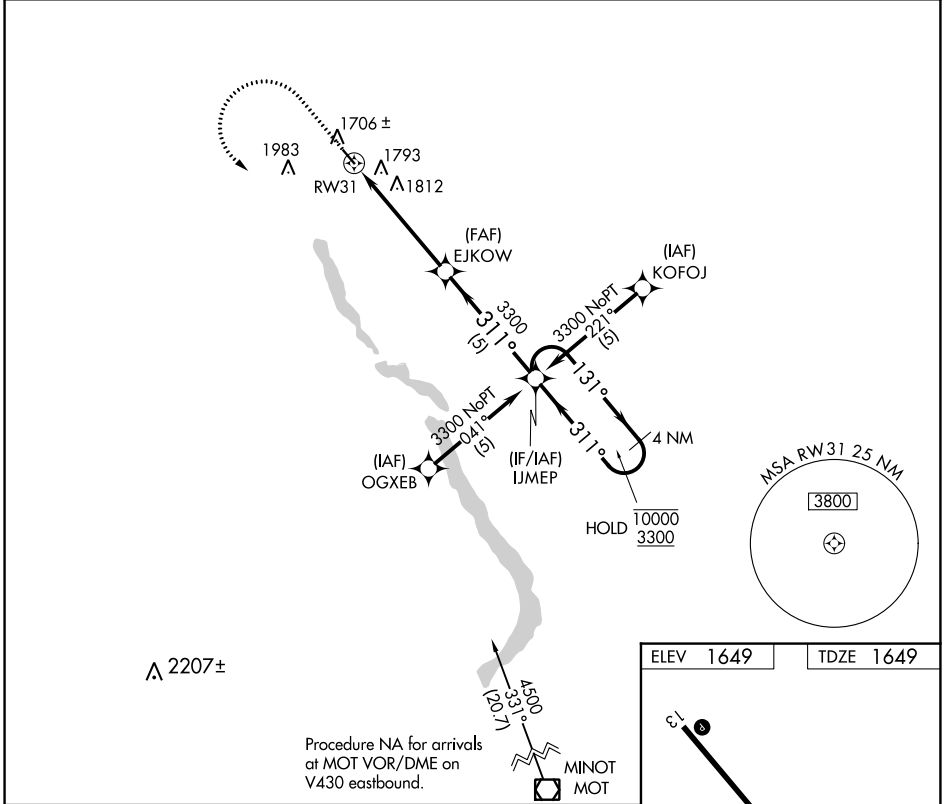 1706 ±
1983
1793
1812
RW31
(FAF)
EJKOW
(IAF)
KOFOJ
3300
311°
(5)
3300 NoPT
221°
(5)
131°
3300 NoPT
041°
(5)
311°
4 NM
(IAF)
OGXEB
(IF/IAF)
IJMEP
HOLD
10000
3300
MSA RW31 25 NM
3800
2207 ±
4500
331°
(20.7)
Procedure NA for arrivals
at MOT VOR/DME on
V430 eastbound.
MINOT
MOT
ELEV 1649
TDZE 1649
13
P